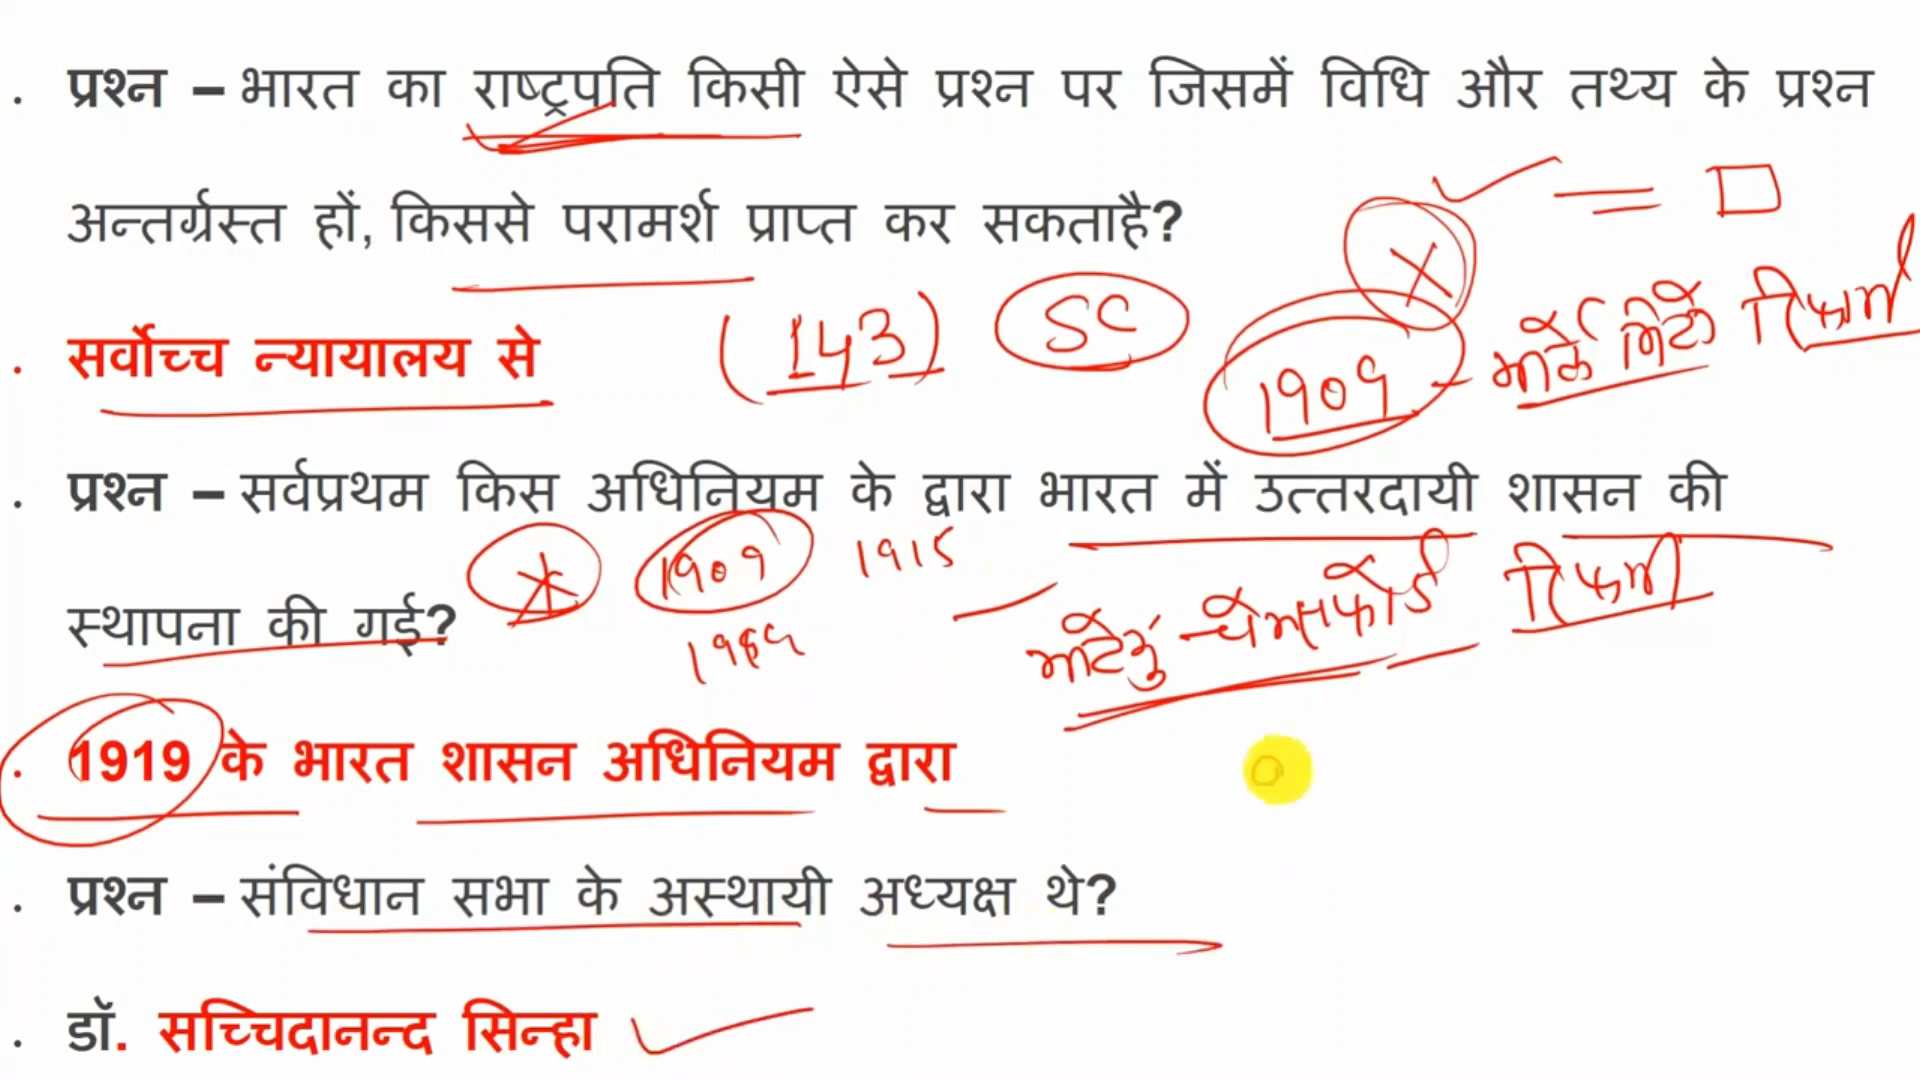 . प्रश्न – भारत का राष्ट्रपति किसी ऐसे प्रश्न पर जिसमें विधि और तथ्य के प्रश्न
अन्तर्ग्रस्त हों, किससे परामर्श प्राप्त कर सकताहै?
. सर्वोच्च न्यायालय से
(143) SC
1909 - मार्ले मिंटो रिफार्म
. प्रश्न – सर्वप्रथम किस अधिनियम के द्वारा भारत में उत्तरदायी शासन की
स्थापना की गई?
1909 1915
मांटेगु - चेम्सफोर्ड रिफार्म
. 1919 के भारत शासन अधिनियम द्वारा
. प्रश्न – संविधान सभा के अस्थायी अध्यक्ष थे?
. डॉ. सच्चिदानन्द सिन्हा